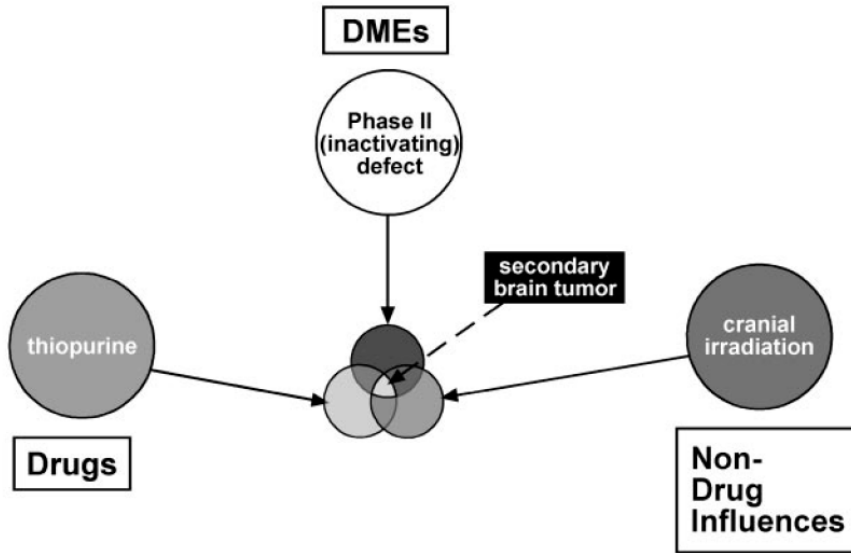 DMEs
Phase II
(inactivating)
defect
secondary
brain tumor
thiopurine
cranial
irradiation
Drugs
Non-
Drug
Influences